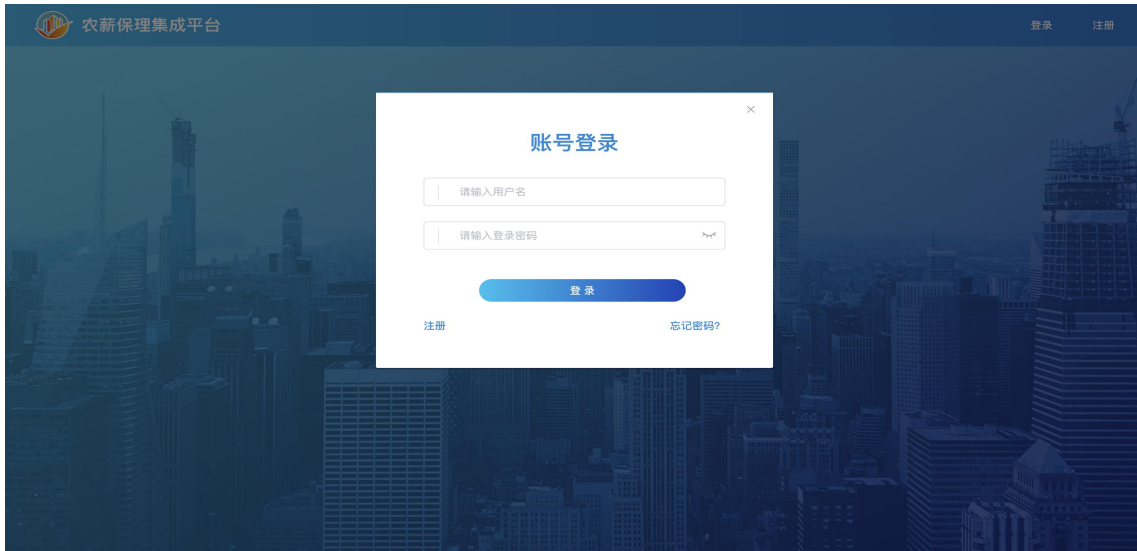 农薪保理集成平台
登录
注册
账号登录
请输入用户名
请输入登录密码
登录
注册
忘记密码?